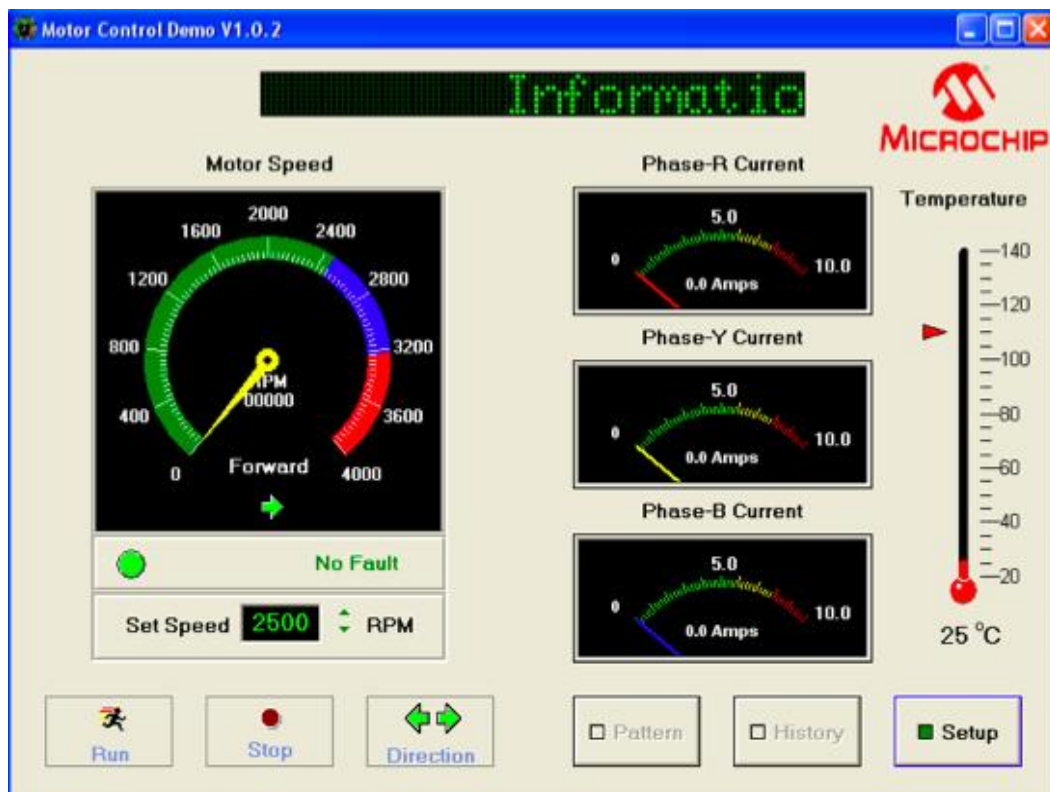 Motor Control Demo V1.0.2
Informatio
MICROCHIP
Motor Speed
0
400
800
1200
1600
2000
2400
2800
3200
3600
4000
RPM
00000
Forward
No Fault
Set Speed 2500 RPM
Phase-R Current
0
5.0
10.0
0.0 Amps
Phase-Y Current
0
5.0
10.0
0.0 Amps
Phase-B Current
0
5.0
10.0
0.0 Amps
Temperature
140
120
100
80
60
40
20
25 °C
Run
Stop
Direction
Pattern
History
Setup